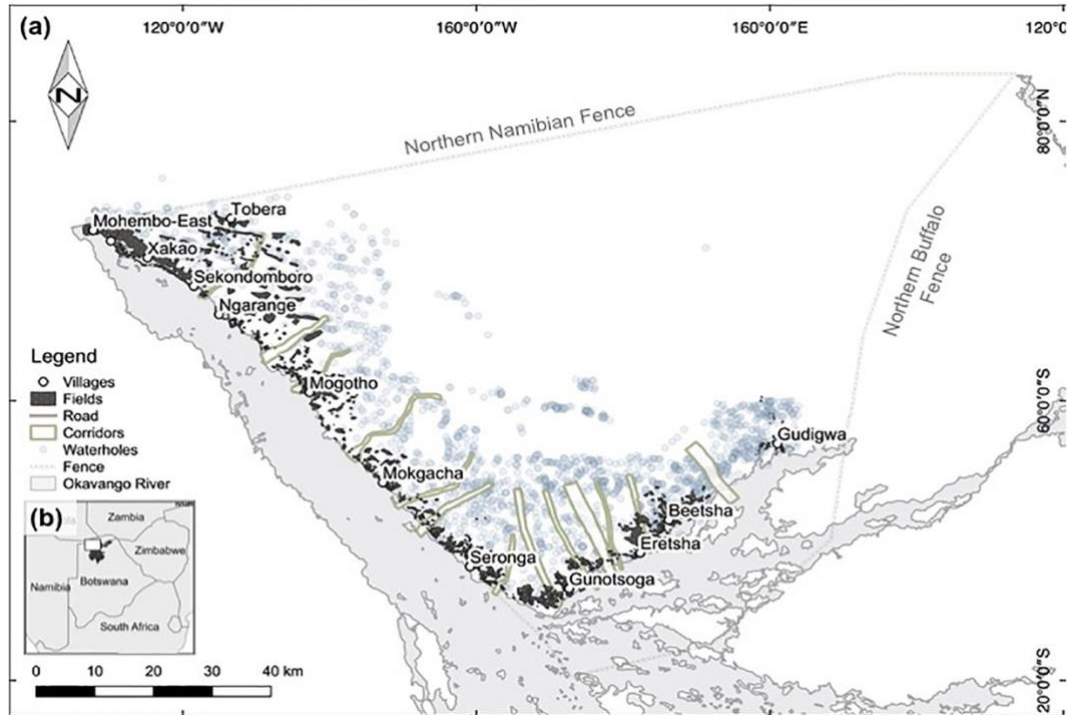 (a)
120°0'0"W
160°0'0"W
160°0'0"E
120°0
N
80°0'0"N
60°0'0"S
20°0'0"S
Northern Namibian Fence
Northern Buffalo
Fence
Tobera
Mohembo-East
Xakao
Sekondomboro
Ngarange
Mogotho
Mokgacha
Seronga
Gunotsoga
Eretsha
Beetsha
Gudigwa
Legend
Villages
Fields
Road
Corridors
Waterholes
Fence
Okavango River
(b)
Zambia
Zimbabwe
Namibia
Botswana
South Africa
0 10 20 30 40 km